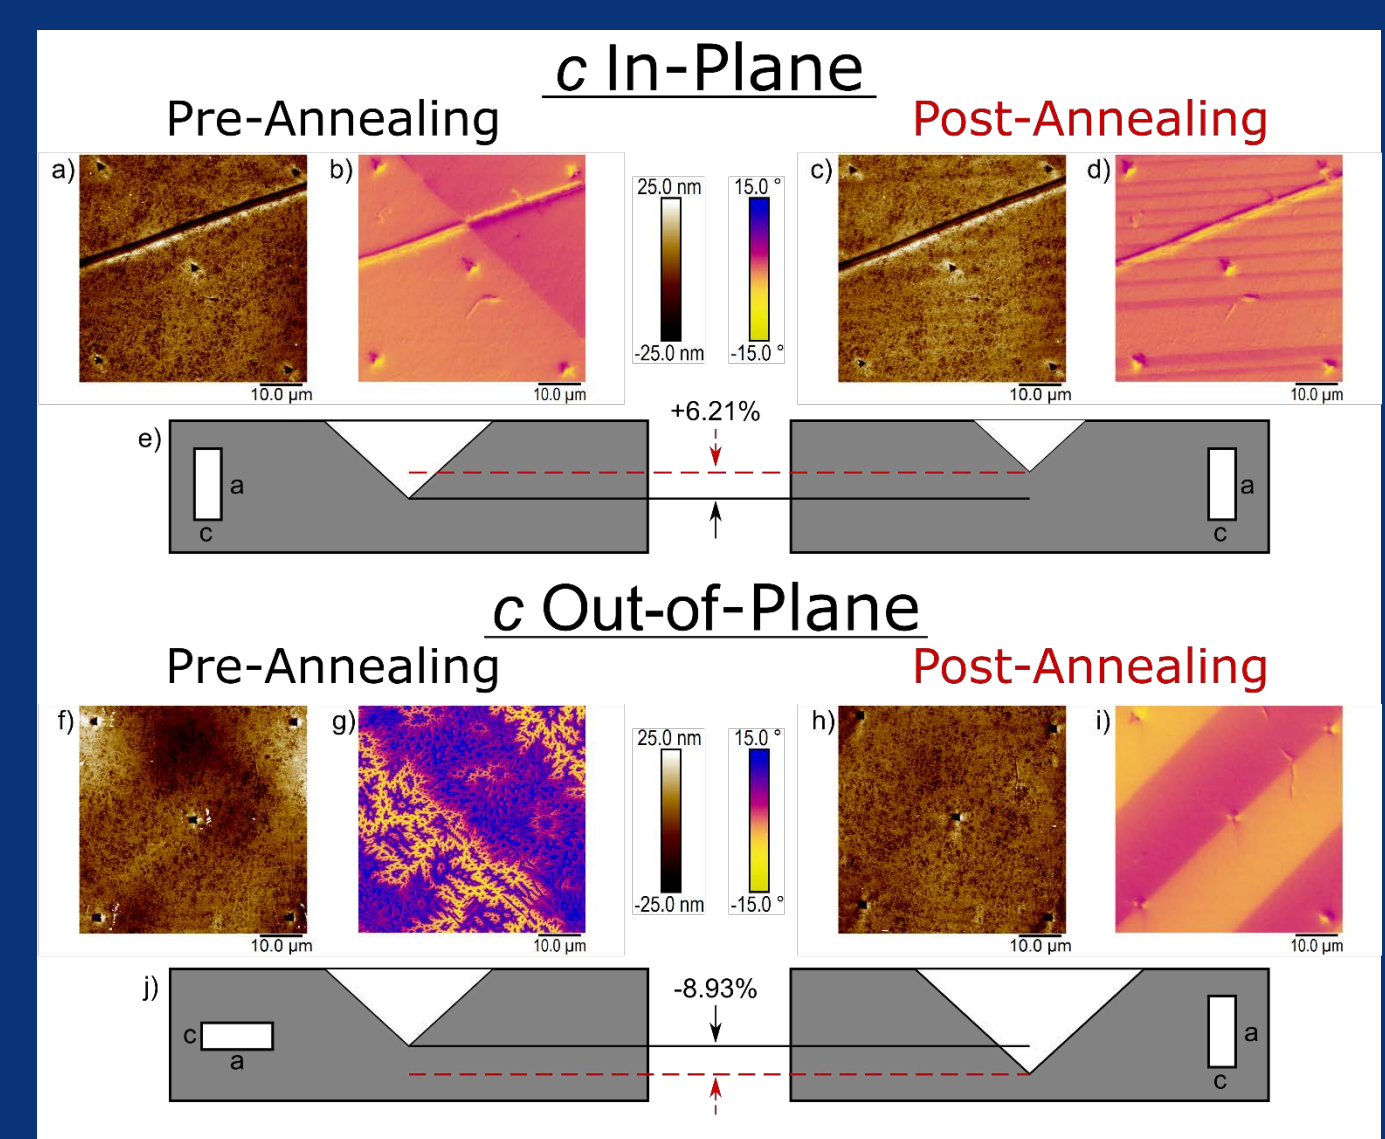 c In-Plane
Pre-Annealing
Post-Annealing
a)
b)
c)
d)
25.0 nm
15.0 °
-25.0 nm
-15.0 °
10.0 µm
10.0 µm
10.0 µm
10.0 µm
+6.21%
e)
a
c
a
c
c Out-of-Plane
Pre-Annealing
Post-Annealing
f)
g)
h)
i)
25.0 nm
15.0 °
-25.0 nm
-15.0 °
10.0 µm
10.0 µm
10.0 µm
10.0 µm
-8.93%
j)
c
a
a
c